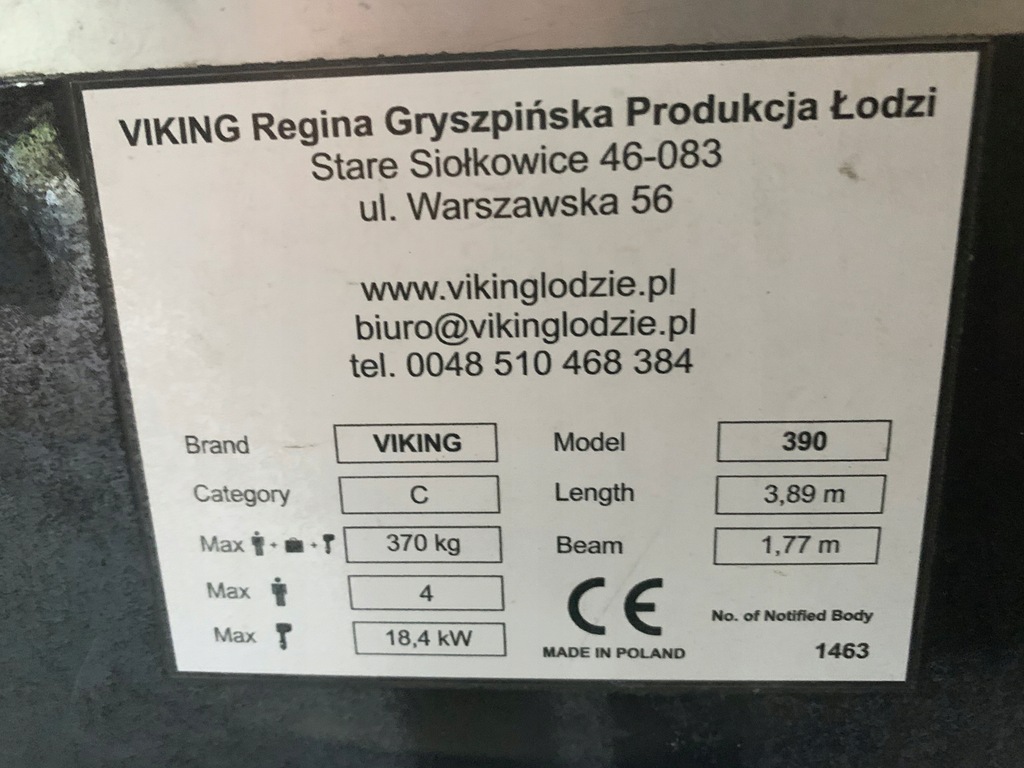 VIKING Regina Gryszpińska Produkcja Łodzi
Stare Siołkowice 46-083
ul. Warszawska 56
www.vikinglodzie.pl
biuro@vikinglodzie.pl
tel. 0048 510 468 384
Brand VIKING Model 390
Category C Length 3,89 m
Max + + 370 kg Beam 1,77 m
Max 4
Max 18,4 kW
CE
No. of Notified Body
MADE IN POLAND 1463